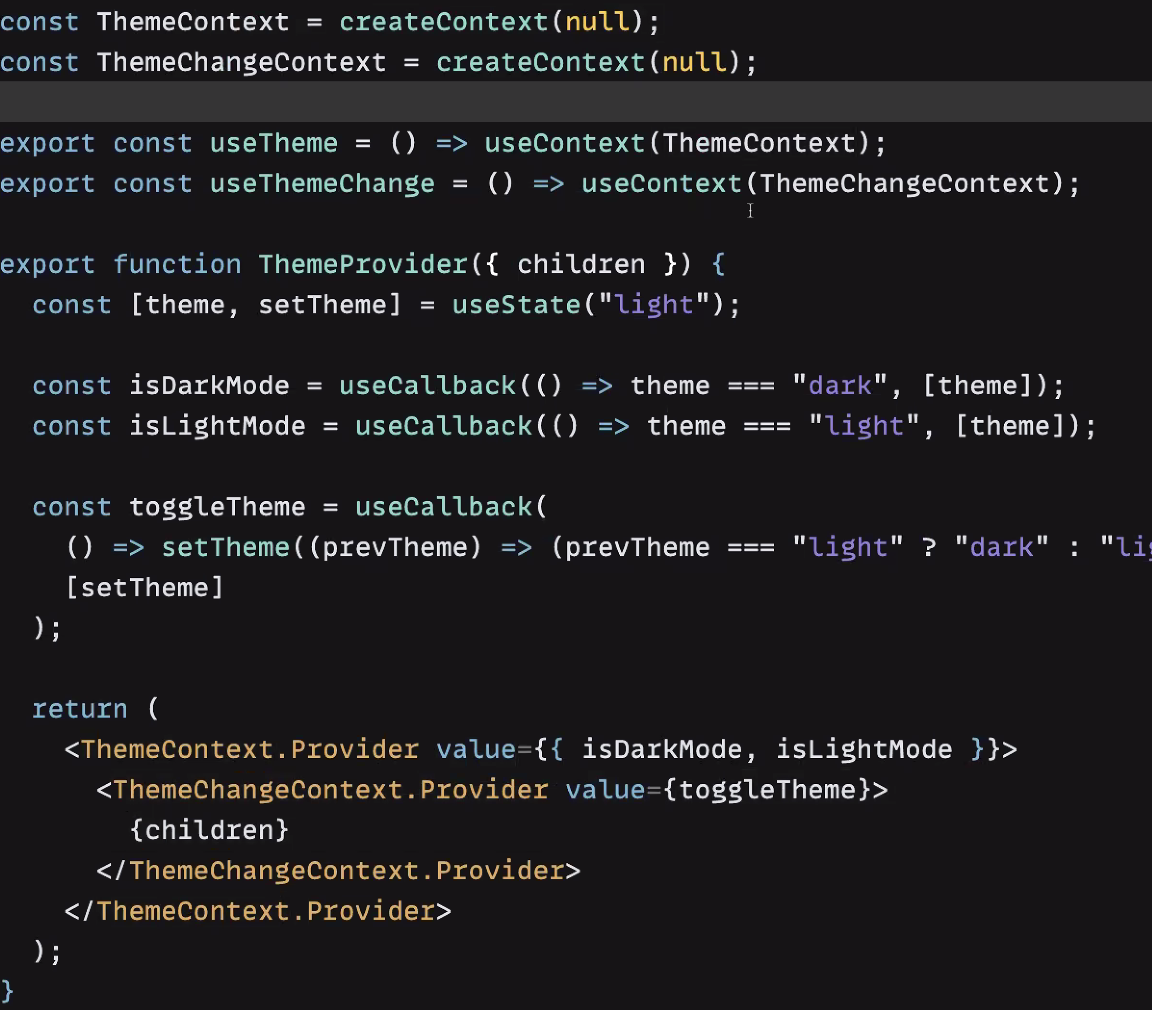 const ThemeContext = createContext(null);
const ThemeChangeContext = createContext(null);
export const useTheme = () => useContext(ThemeContext);
export const useThemeChange = () => useContext(ThemeChangeContext);
export function ThemeProvider({ children }) {
const [theme, setTheme] = useState("light");
const isDarkMode = useCallback(() => theme === "dark", [theme]);
const isLightMode = useCallback(() => theme === "light", [theme]);
const toggleTheme = useCallback(
() => setTheme((prevTheme) => (prevTheme === "light" ? "dark" : "
[setTheme]
);
return (
<ThemeContext.Provider value={{ isDarkMode, isLightMode }}>
<ThemeChangeContext.Provider value={toggleTheme}>
{children}
</ThemeChangeContext.Provider>
</ThemeContext.Provider>
);
}